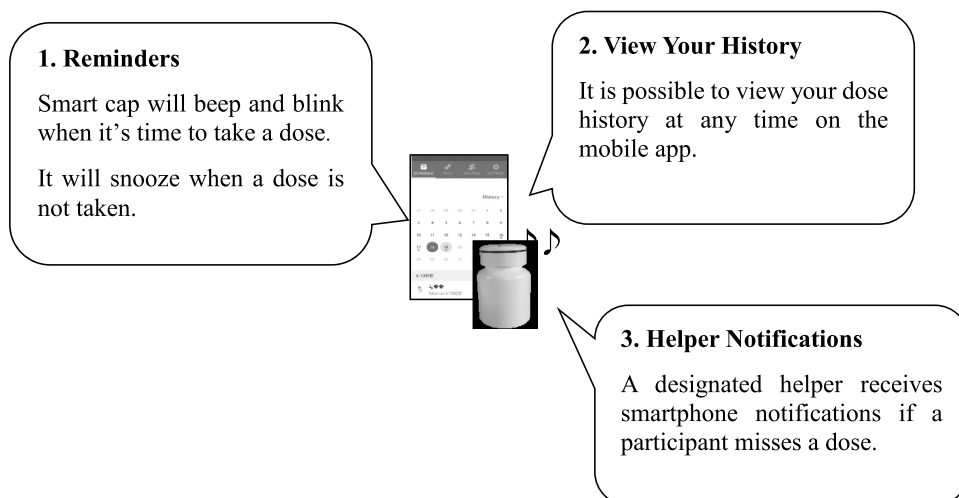 1. Reminders
Smart cap will beep and blink
when it's time to take a dose.
It will snooze when a dose is
not taken.
2. View Your History
It is possible to view your dose
history at any time on the
mobile app.
History
3. Helper Notifications
A designated helper receives
smartphone notifications if a
participant misses a dose.